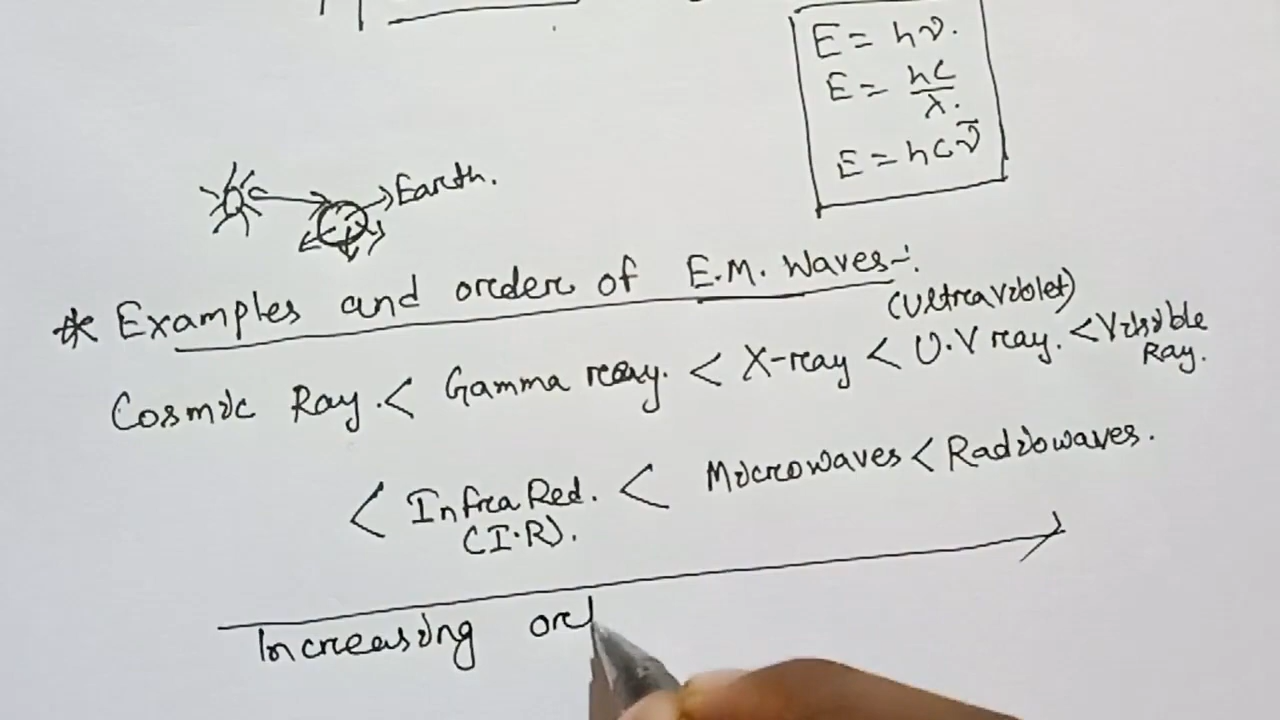 E = hν.
E = hc/λ.
E = hcν̄
Earth.
* Examples and order of E.M. Waves-:
(Ultraviolet)
Cosmic Ray. < Gamma ray. < X-ray < U.V ray. < Visible Ray.
< Infra Red. < Microwaves < Radiowaves.
(I.R).
Increasing ord